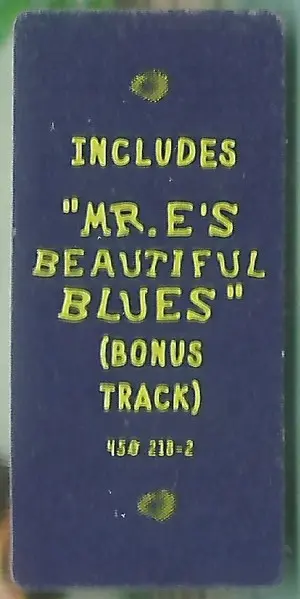 INCLUDES
"MR. E'S
BEAUTIFUL
BLUES"
(BONUS
TRACK)
450 218-2